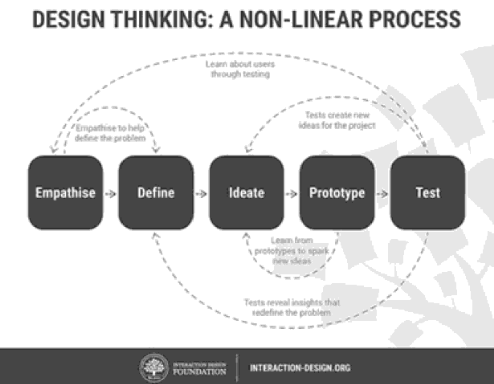 DESIGN THINKING: A NON-LINEAR PROCESS
Learn about users
through testing
Empathise to help
define the problem
Tests create new
ideas for the project
Empathise
Define
Ideate
Prototype
Test
Learn from
prototypes to spark
new ideas
Tests reveal insights that
redefine the problem
INTERACTION DESIGN
FOUNDATION
INTERACTION-DESIGN.ORG